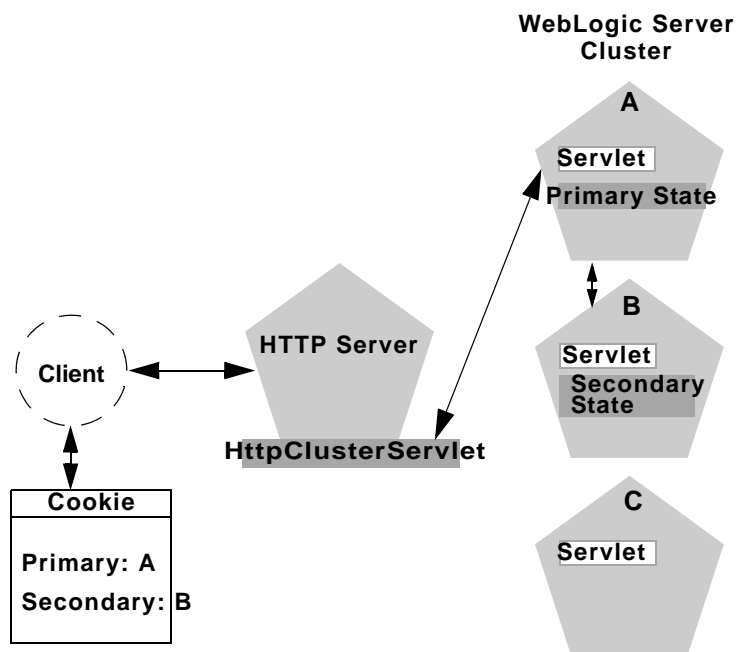 WebLogic Server
Cluster
A
Servlet
Primary State
B
Servlet
Secondary
State
C
Servlet
HTTP Server
HttpClusterServlet
Client
Cookie
Primary: A
Secondary: B